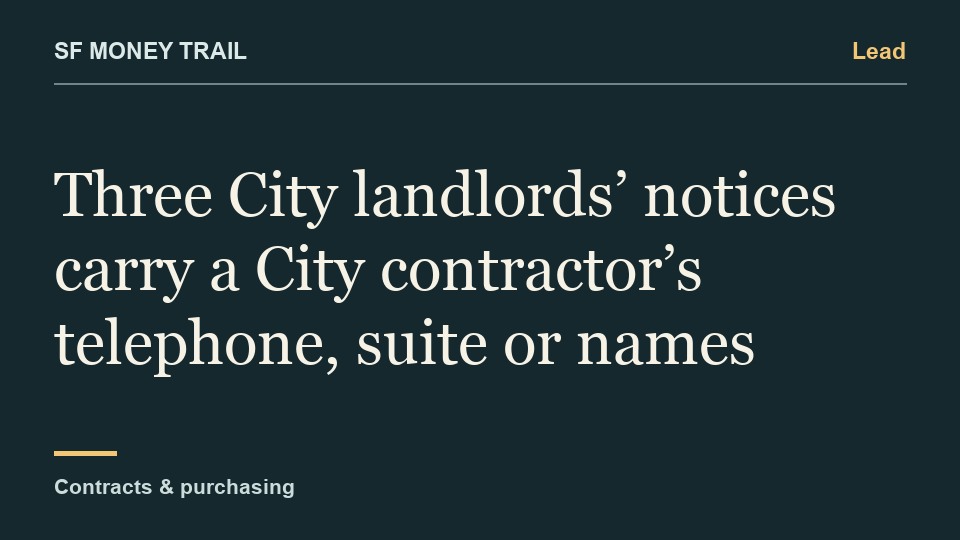 SF MONEY TRAIL
Lead
Three City landlords’ notices
carry a City contractor’s
telephone, suite or names
Contracts & purchasing